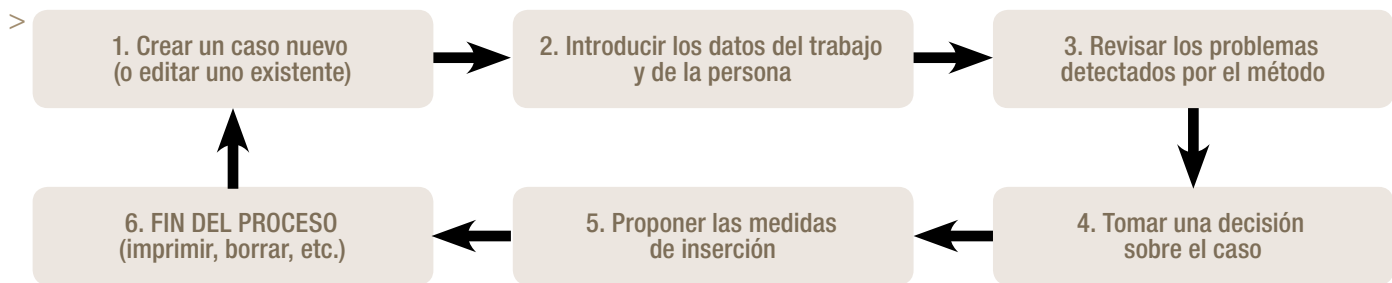 >
1. Crear un caso nuevo
(o editar uno existente)
2. Introducir los datos del trabajo
y de la persona
3. Revisar los problemas
detectados por el método
4. Tomar una decisión
sobre el caso
5. Proponer las medidas
de inserción
6. FIN DEL PROCESO
(imprimir, borrar, etc.)